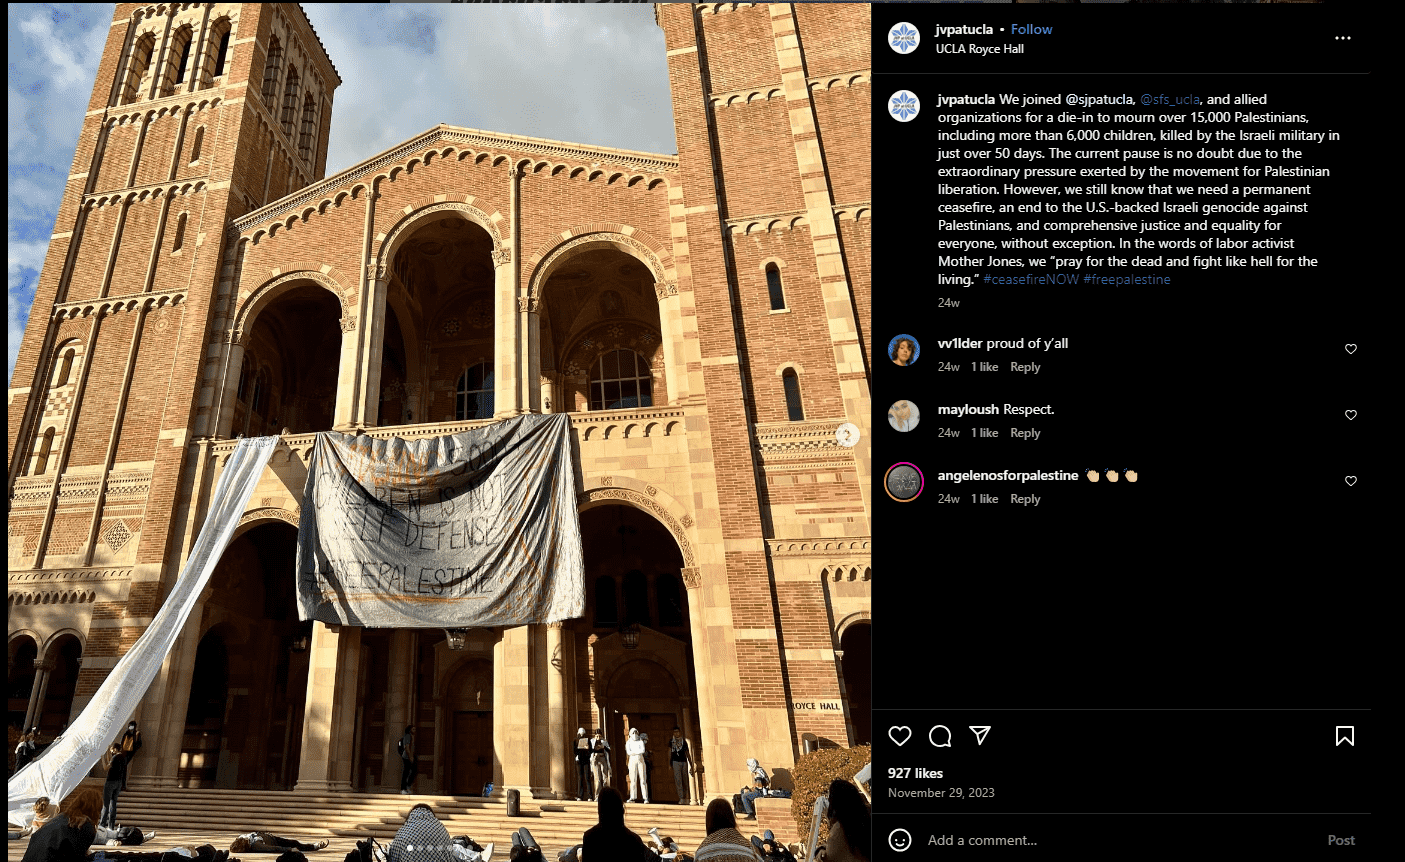 jvpatucla • Follow
UCLA Royce Hall
jvpatucla We joined @sjpatucla, @sfs_ucla, and allied
organizations for a die-in to mourn over 15,000 Palestinians,
including more than 6,000 children, killed by the Israeli military in
just over 50 days. The current pause is no doubt due to the
extraordinary pressure exerted by the movement for Palestinian
liberation. However, we still know that we need a permanent
ceasefire, an end to the U.S.-backed Israeli genocide against
Palestinians, and comprehensive justice and equality for
everyone, without exception. In the words of labor activist
Mother Jones, we “pray for the dead and fight like hell for the
living.” #ceasefireNOW #freepalestine
24w
vv1lder proud of y’all
24w 1 like Reply
mayloush Respect.
24w 1 like Reply
angelenosforpalestine 👏🏼 👏🏼 👏🏼
24w 1 like Reply
927 likes
November 29, 2023
Add a comment...
Post
IS NOT
DEFENSE
ROYCE HALL